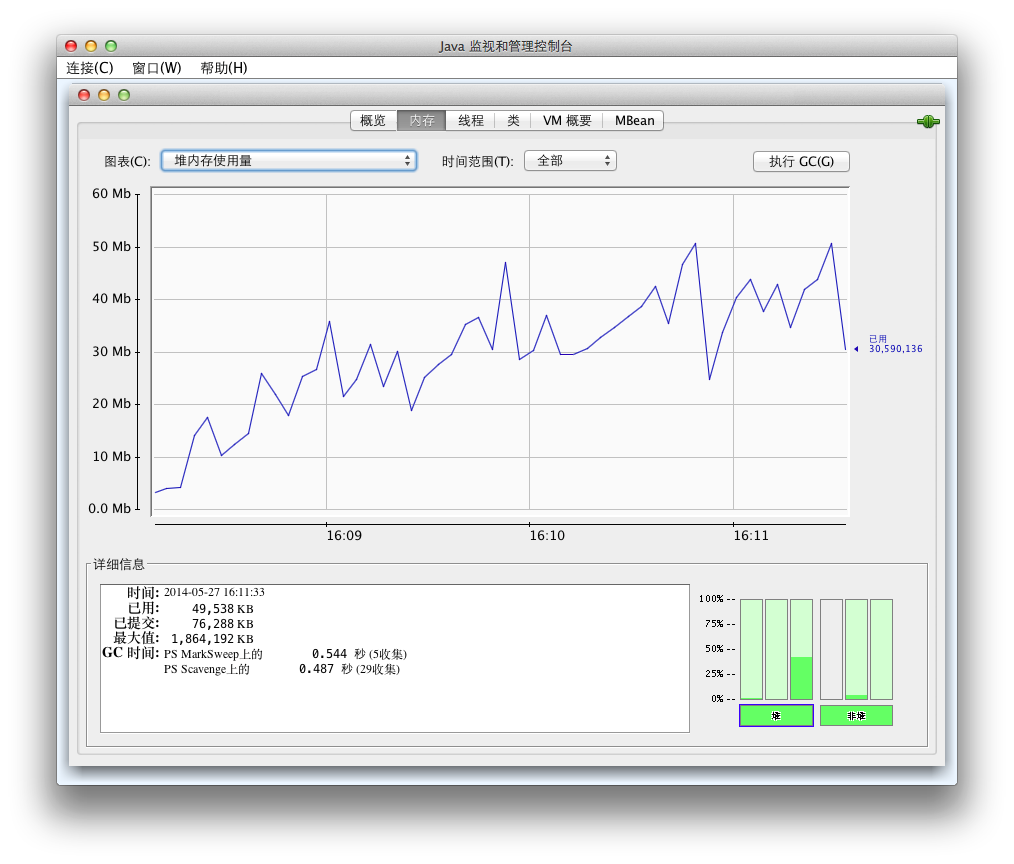 Java 监视和管理控制台
连接(C) 窗口(W) 帮助(H)
概览 内存 线程 类 VM 概要 MBean
图表(C): 堆内存使用量 时间范围(T): 全部 执行 GC(G)
60 Mb
50 Mb
40 Mb
30 Mb
20 Mb
10 Mb
0.0 Mb
已用
30,590,136
16:09 16:10 16:11
详细信息
时间: 2014-05-27 16:11:33
已用: 49,538 KB
已提交: 76,288 KB
最大值: 1,864,192 KB
GC 时间: PS MarkSweep上的 0.544 秒 (5收集)
PS Scavenge上的 0.487 秒 (29收集)
100%
75%
50%
25%
0%
堆 非堆